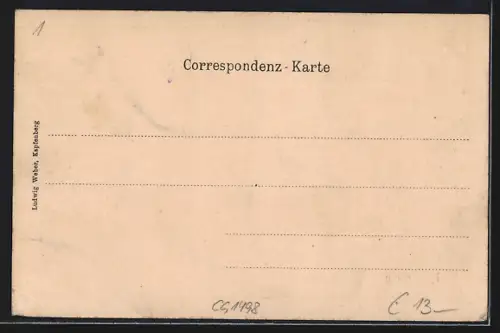 1
Correspondenz-Karte
Ludwig Weber, Kapfenberg
CG1198
€ 13.—